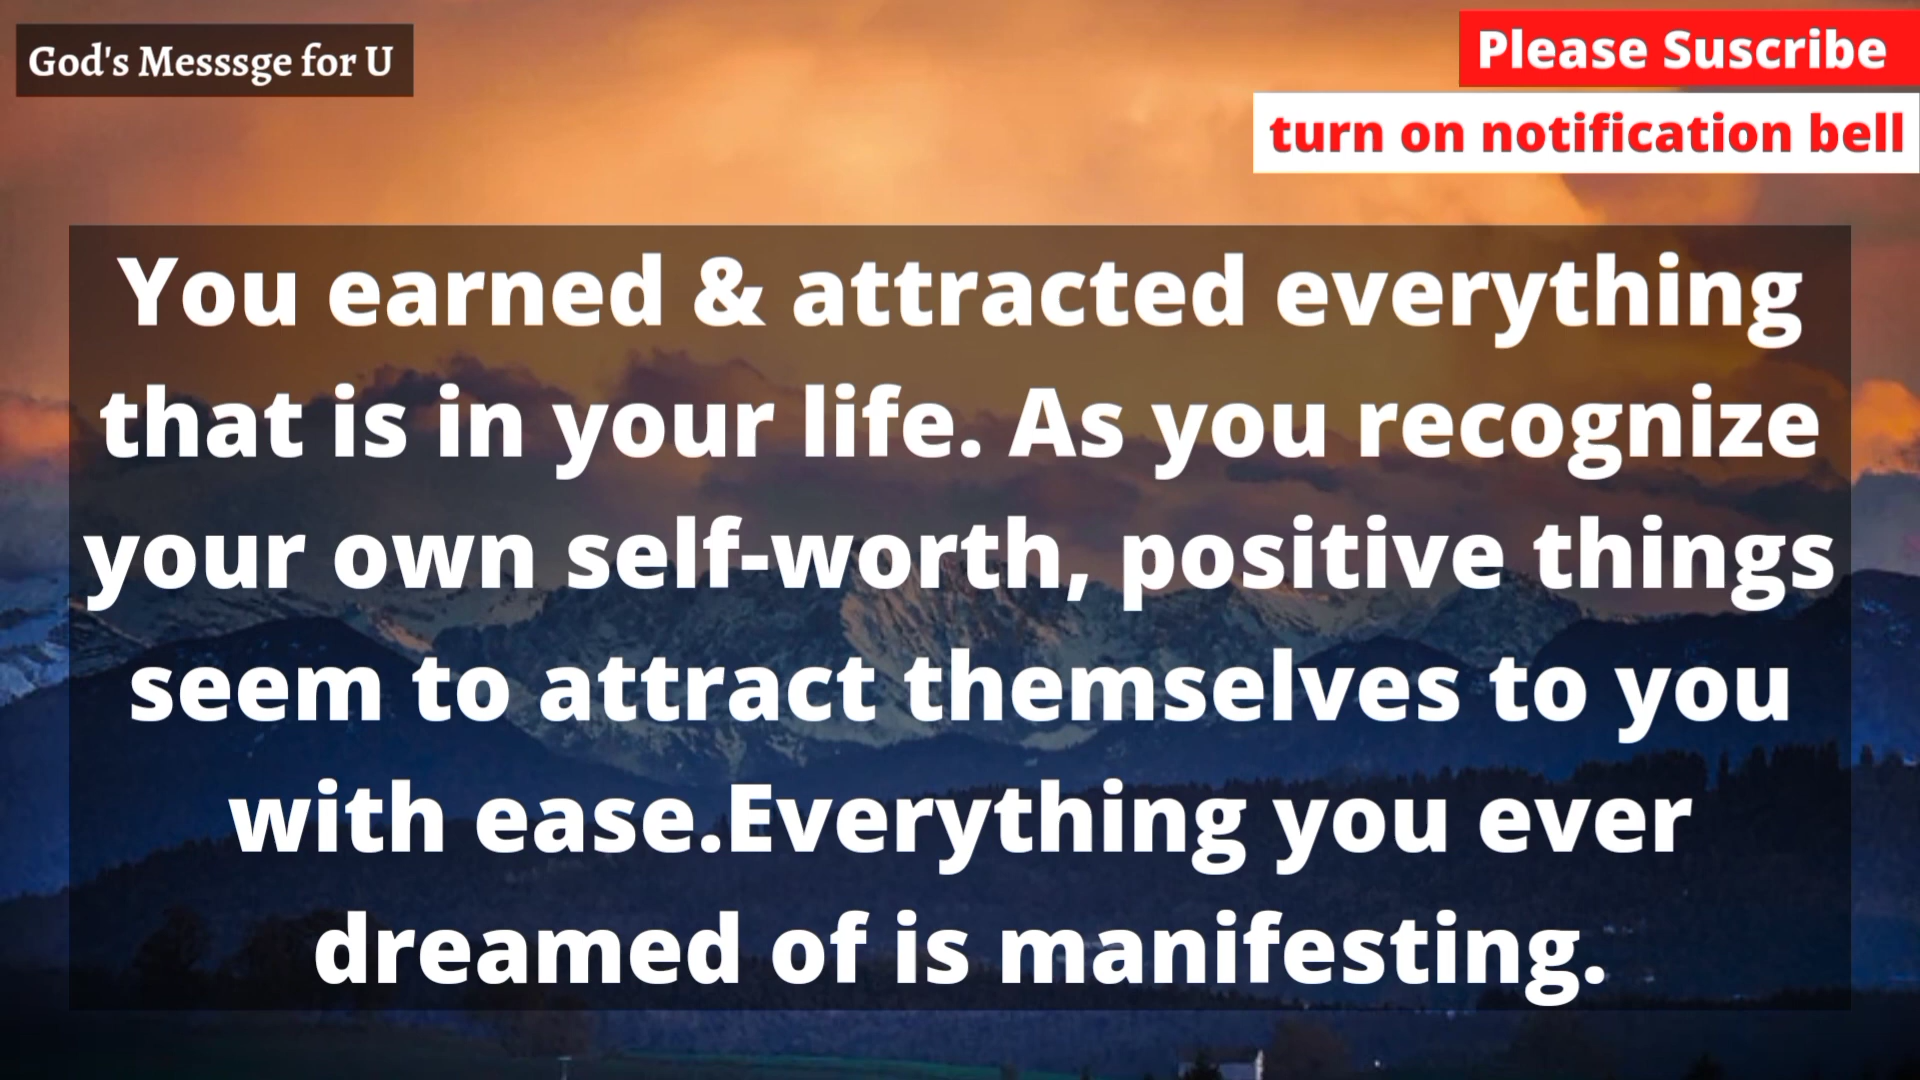 God's Messsge for U
Please Suscribe
turn on notification bell
You earned & attracted everything
that is in your life. As you recognize
your own self-worth, positive things
seem to attract themselves to you
with ease.Everything you ever
dreamed of is manifesting.